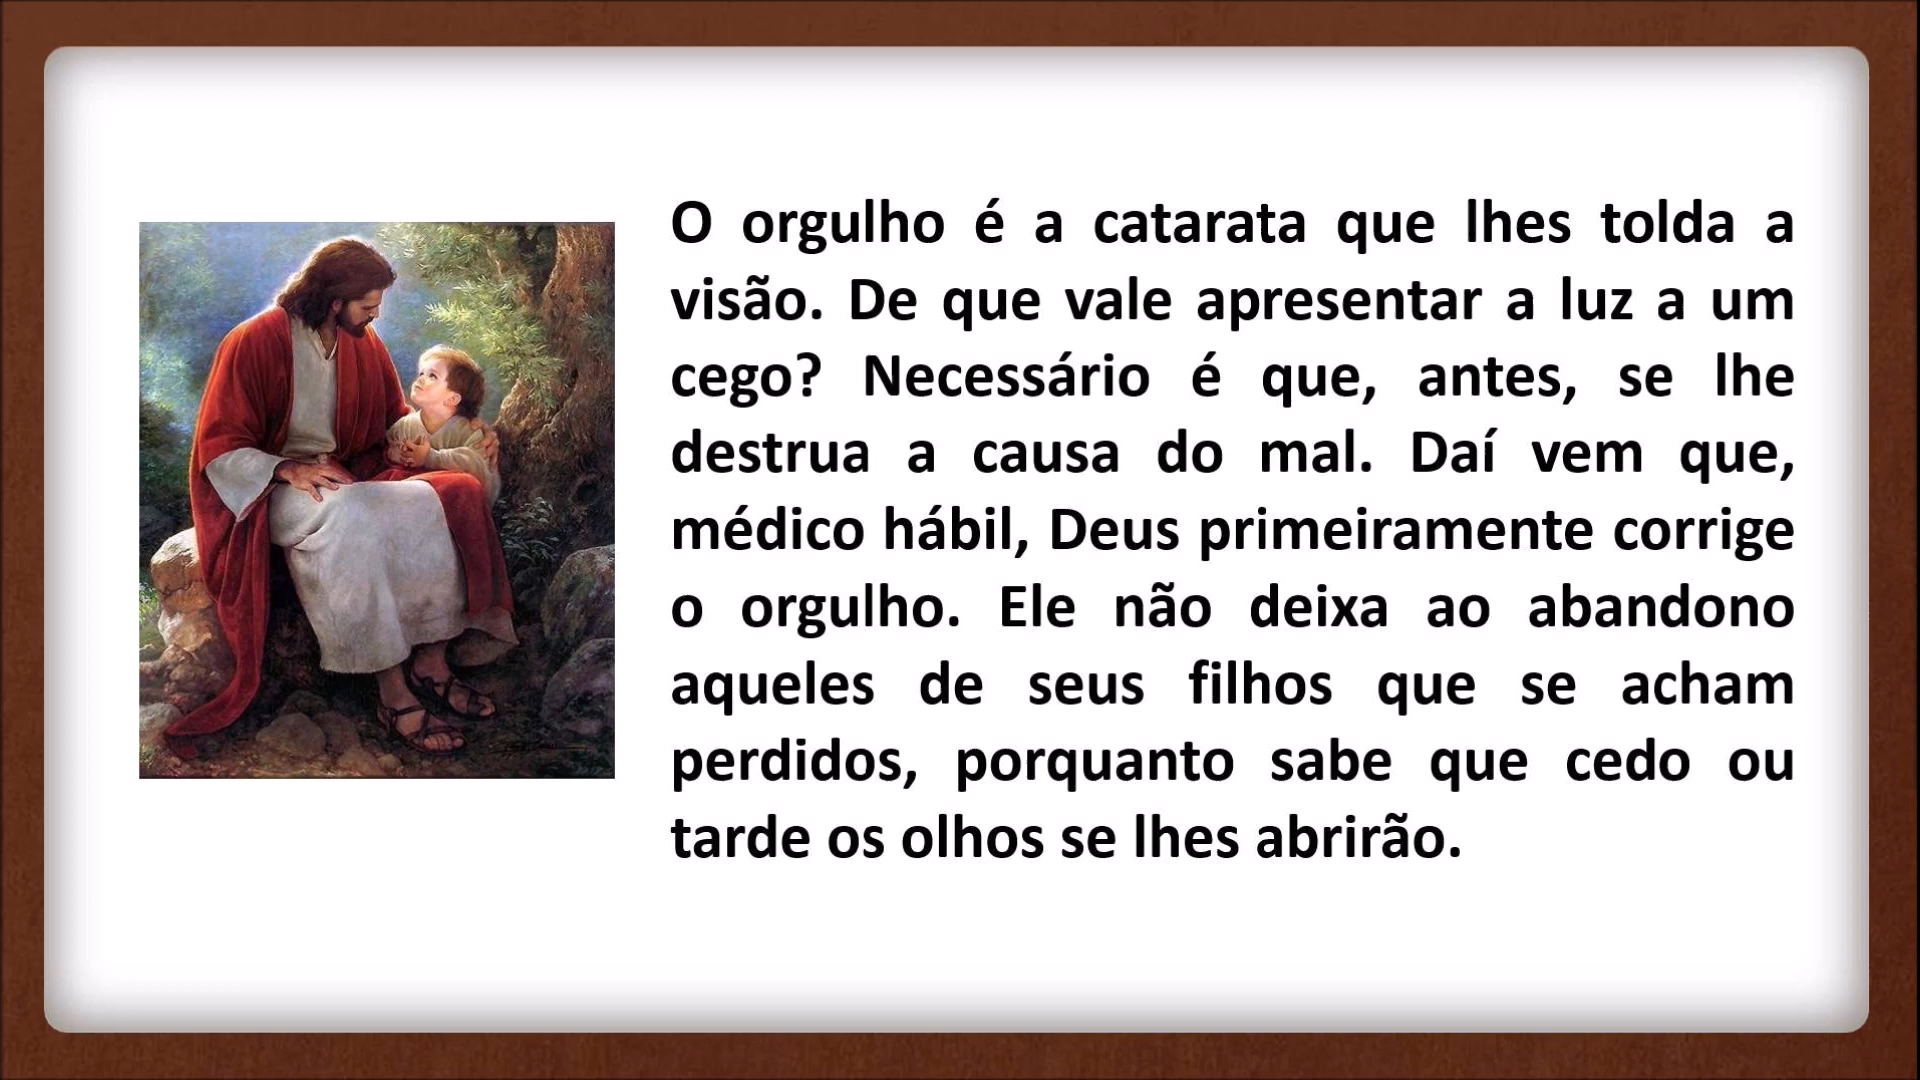 O orgulho é a catarata que lhes tolda a
visão. De que vale apresentar a luz a um
cego? Necessário é que, antes, se lhe
destrua a causa do mal. Daí vem que,
médico hábil, Deus primeiramente corrige
o orgulho. Ele não deixa ao abandono
aqueles de seus filhos que se acham
perdidos, porquanto sabe que cedo ou
tarde os olhos se lhes abrirão.